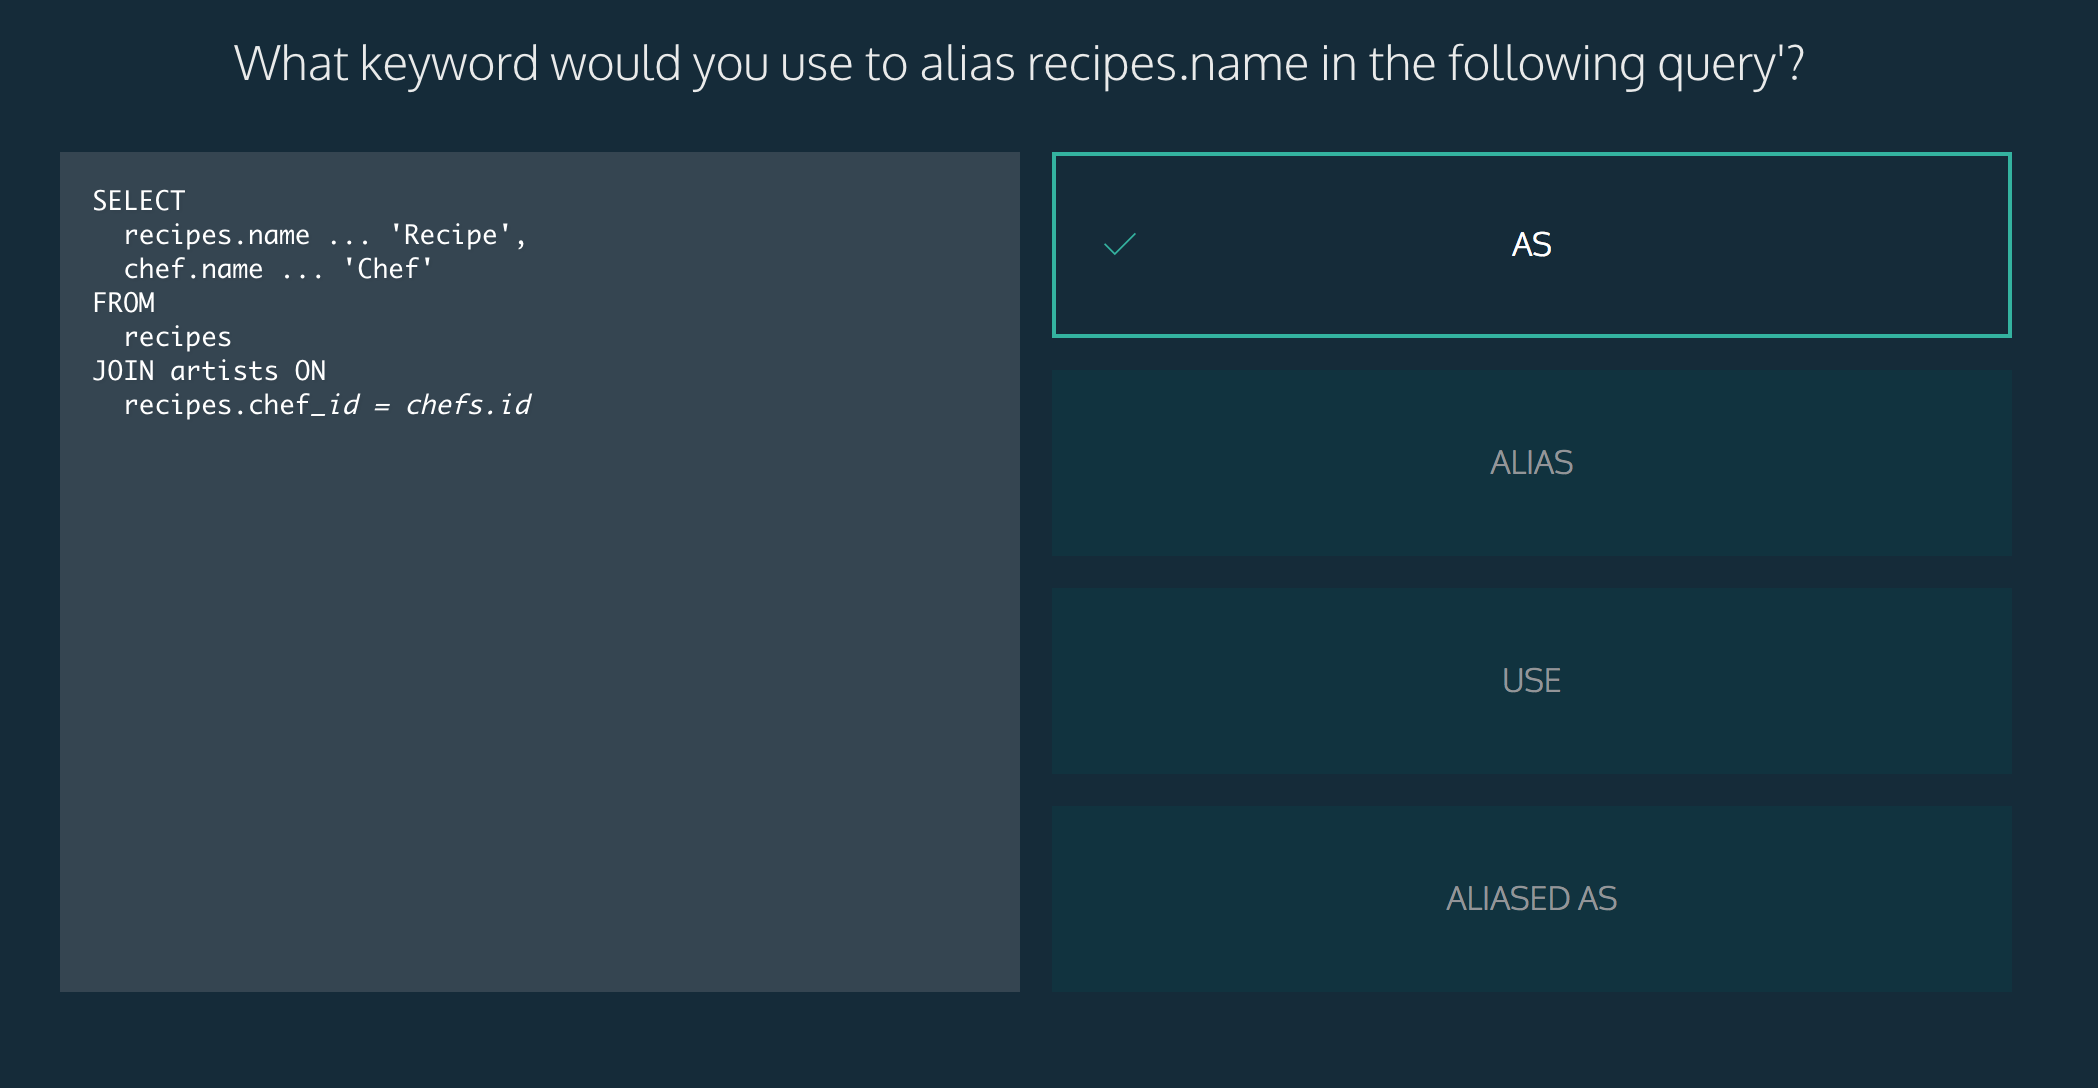 What keyword would you use to alias recipes.name in the following query'?
SELECT
  recipes.name ... 'Recipe',
  chef.name ... 'Chef'
FROM
  recipes
JOIN artists ON
  recipes.chef_id = chefs.id
AS
ALIAS
USE
ALIASED AS